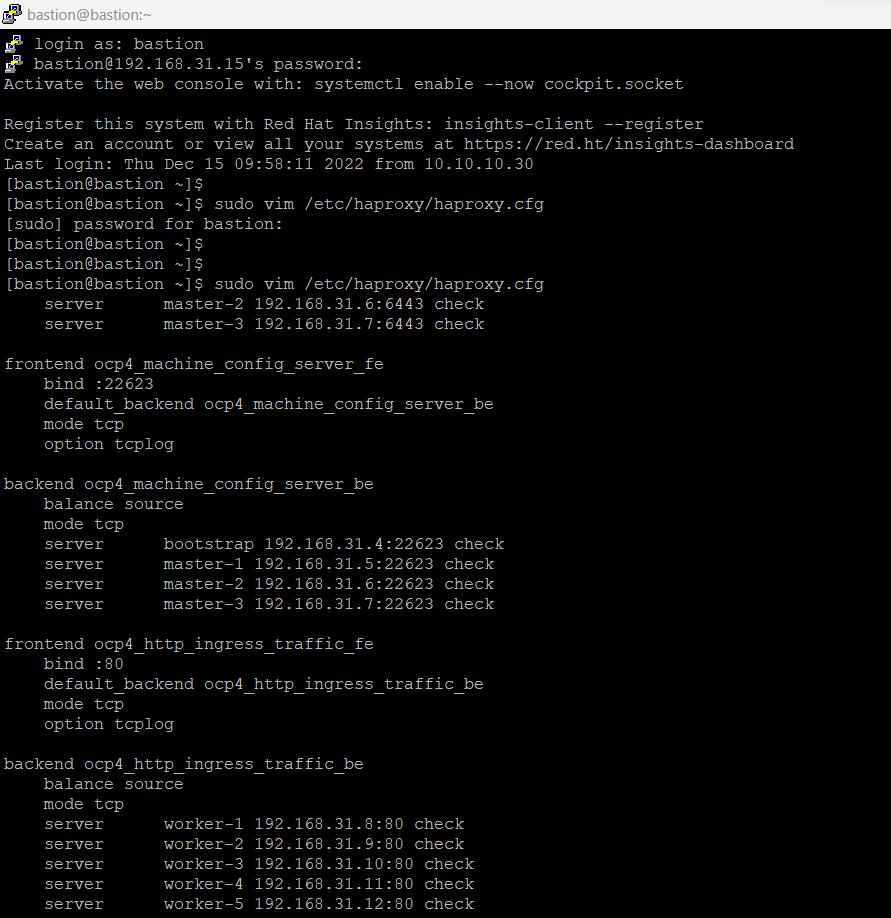 bastion@bastion:~
login as: bastion
bastion@192.168.31.15's password:
Activate the web console with: systemctl enable --now cockpit.socket

Register this system with Red Hat Insights: insights-client --register
Create an account or view all your systems at https://red.ht/insights-dashboard
Last login: Thu Dec 15 09:58:11 2022 from 10.10.10.30
[bastion@bastion ~]$
[bastion@bastion ~]$ sudo vim /etc/haproxy/haproxy.cfg
[sudo] password for bastion:
[bastion@bastion ~]$
[bastion@bastion ~]$
[bastion@bastion ~]$ sudo vim /etc/haproxy/haproxy.cfg
    server      master-2 192.168.31.6:6443 check
    server      master-3 192.168.31.7:6443 check

frontend ocp4_machine_config_server_fe
    bind :22623
    default_backend ocp4_machine_config_server_be
    mode tcp
    option tcplog

backend ocp4_machine_config_server_be
    balance source
    mode tcp
    server      bootstrap 192.168.31.4:22623 check
    server      master-1 192.168.31.5:22623 check
    server      master-2 192.168.31.6:22623 check
    server      master-3 192.168.31.7:22623 check

frontend ocp4_http_ingress_traffic_fe
    bind :80
    default_backend ocp4_http_ingress_traffic_be
    mode tcp
    option tcplog

backend ocp4_http_ingress_traffic_be
    balance source
    mode tcp
    server      worker-1 192.168.31.8:80 check
    server      worker-2 192.168.31.9:80 check
    server      worker-3 192.168.31.10:80 check
    server      worker-4 192.168.31.11:80 check
    server      worker-5 192.168.31.12:80 check